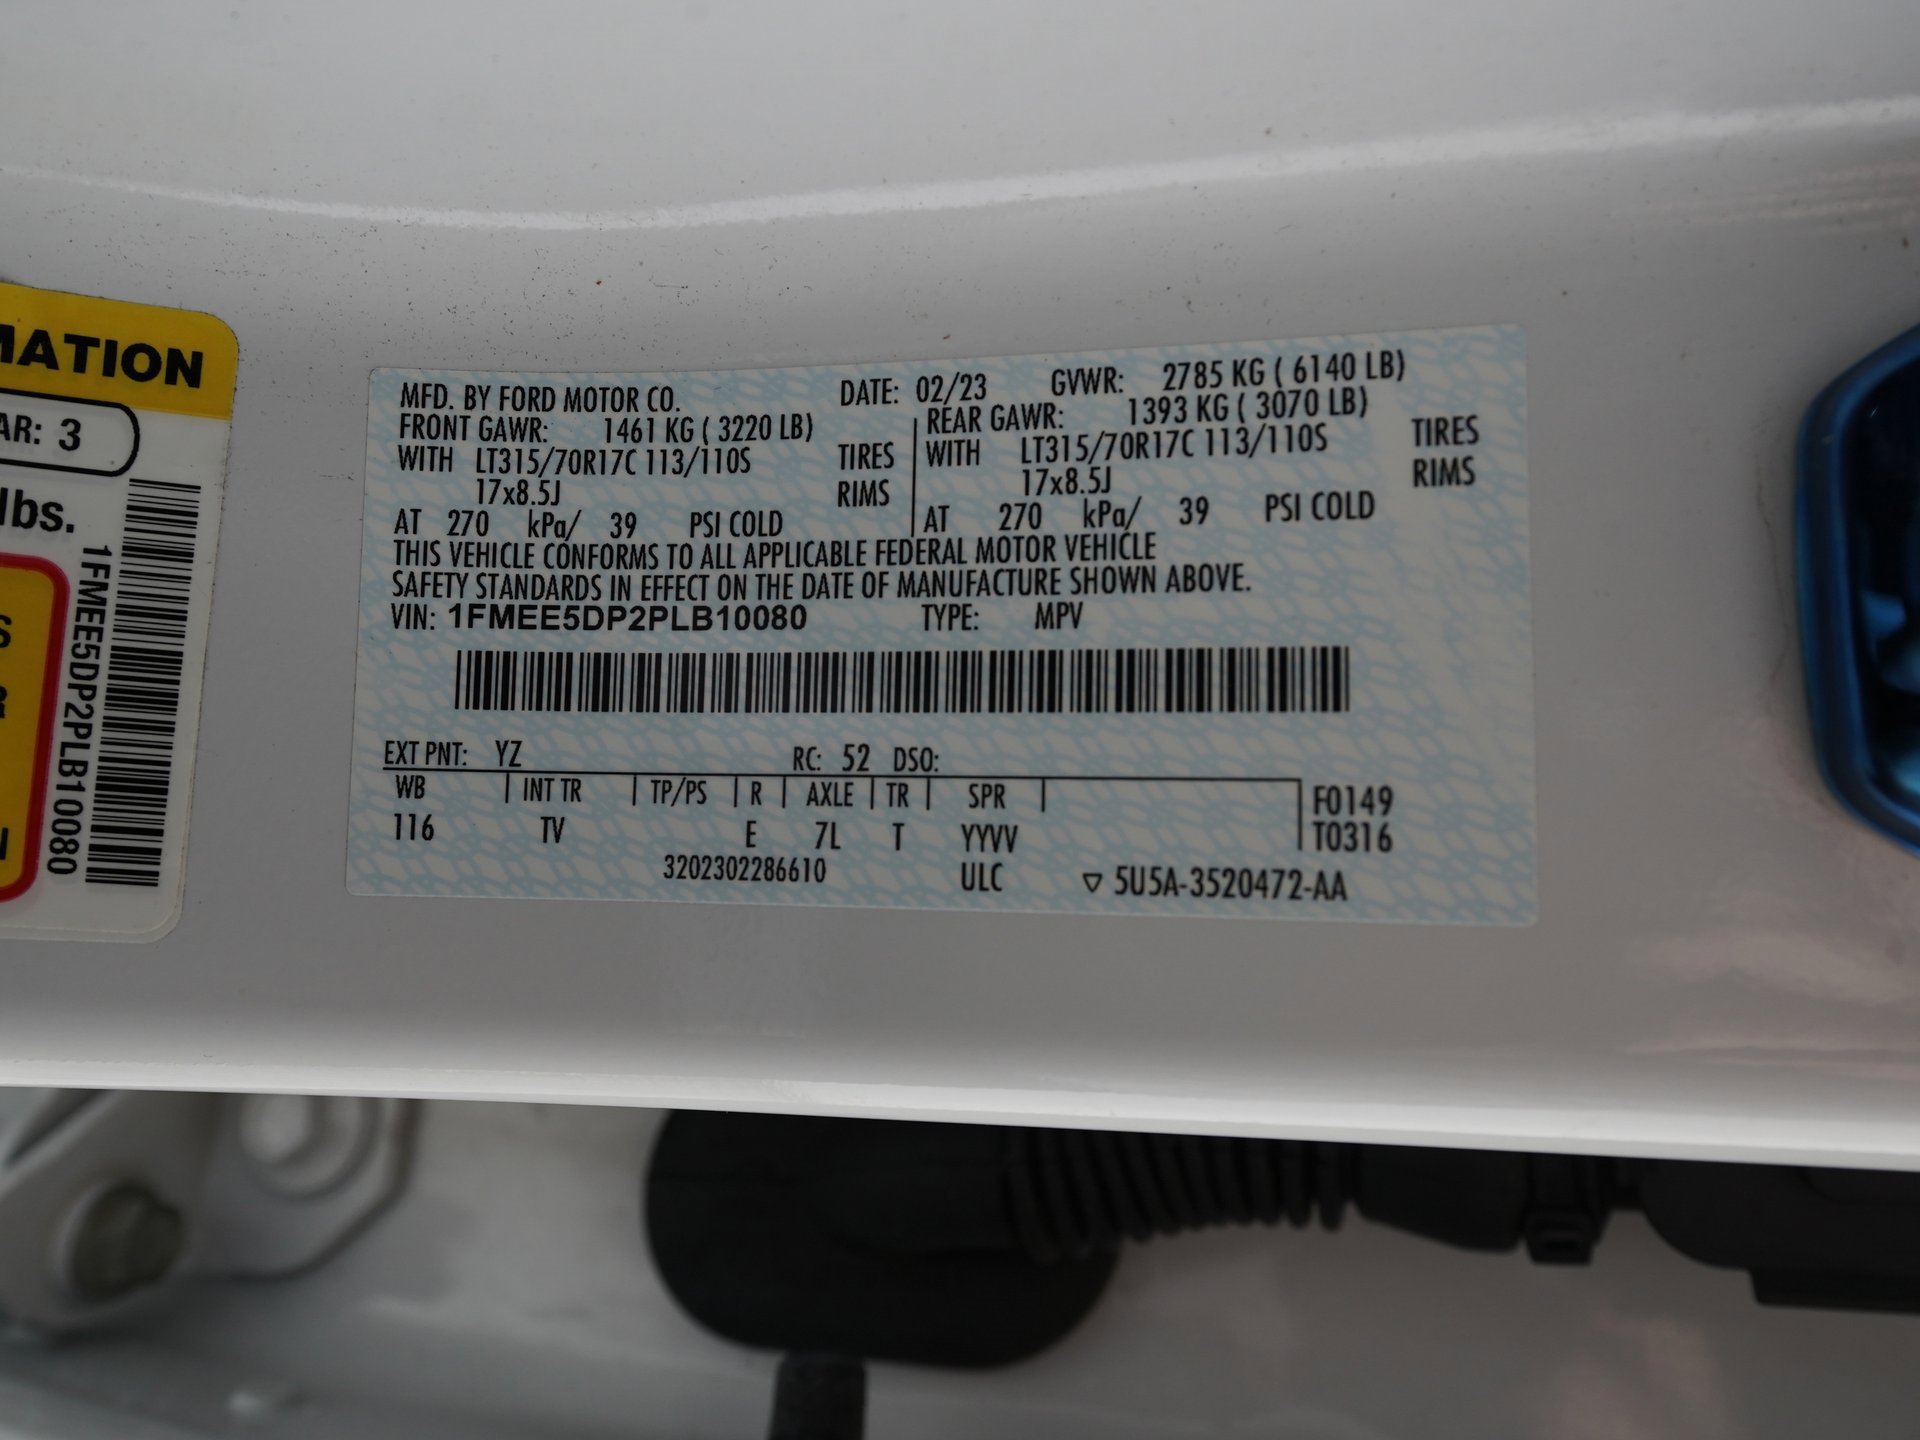 MATION
AR: 3
lbs.
1FMEE5DP2PLB10080
MFD. BY FORD MOTOR CO. DATE: 02/23 GVWR: 2785 KG ( 6140 LB)
FRONT GAWR: 1461 KG ( 3220 LB) REAR GAWR: 1393 KG ( 3070 LB)
WITH LT315/70R17C 113/110S TIRES WITH LT315/70R17C 113/110S TIRES
17x8.5J RIMS 17x8.5J RIMS
AT 270 kPa/ 39 PSI COLD AT 270 kPa/ 39 PSI COLD
THIS VEHICLE CONFORMS TO ALL APPLICABLE FEDERAL MOTOR VEHICLE
SAFETY STANDARDS IN EFFECT ON THE DATE OF MANUFACTURE SHOWN ABOVE.
VIN: 1FMEE5DP2PLB10080 TYPE: MPV
EXT PNT: YZ RC: 52 DSO:
WB INT TR TP/PS R AXLE TR SPR F0149
116 TV E 7L T YYVV T0316
3202302286610 ULC ▽ 5U5A-3520472-AA